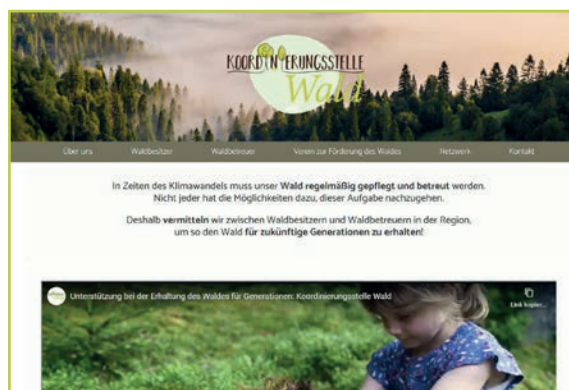 KOORDINIERUNGSSTELLE
Wald
Über uns Waldbesitzer Waldbetreuer Verein zur Förderung des Waldes Netzwerk Kontakt
In Zeiten des Klimawandels muss unser Wald regelmäßig gepflegt und betreut werden.
Nicht jeder hat die Möglichkeiten dazu, dieser Aufgabe nachzugehen.
Deshalb vermitteln wir zwischen Waldbesitzern und Waldbetreuern in der Region,
um so den Wald für zukünftige Generationen zu erhalten!
Unterstützung bei der Erhaltung des Waldes für Generationen: Koordinierungsstelle Wald
Link kopier...